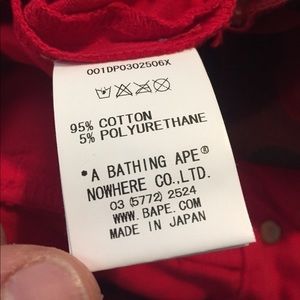 001DP0302506X
95% COTTON
5% POLYURETHANE
*A BATHING APE®
NOWHERE CO.,LTD.
03 (5772) 2524
WWW. BAPE. COM
MADE IN JAPAN